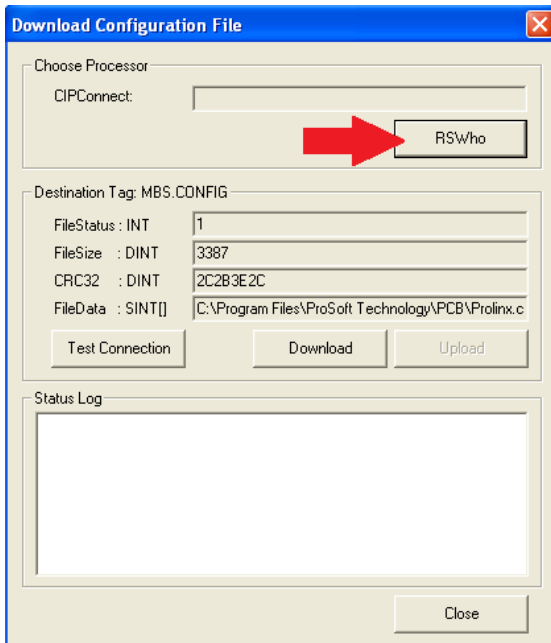 Download Configuration File
Choose Processor
CIPConnect:
RSWho
Destination Tag: MBS.CONFIG
FileStatus : INT 1
FileSize : DINT 3387
CRC32 : DINT 2C2B3E2C
FileData : SINT[] C:\Program Files\ProSoft Technology\PCB\Prolinx.c
Test Connection Download Upload
Status Log
Close